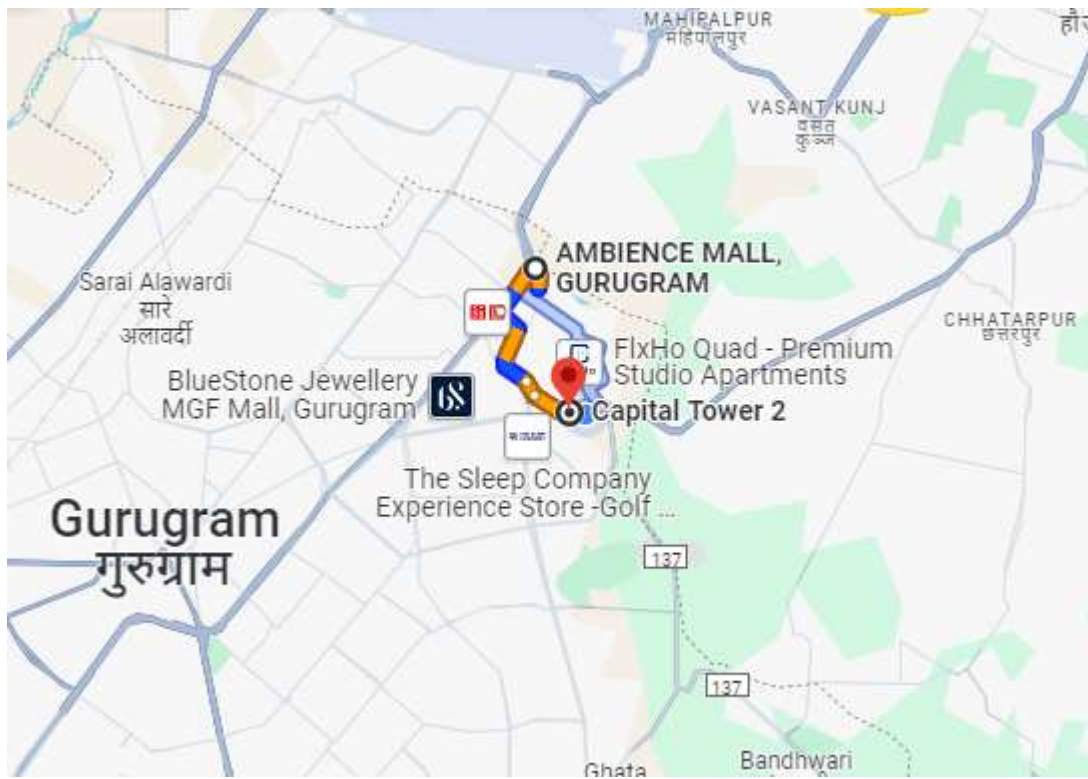 MAHIPALPUR
महिपालपुर
VASANT KUNJ
वसंत
कुञ्ज
AMBIENCE MALL,
GURUGRAM
Sarai Alawardi
सारे
अलावर्दी
CHHATARPUR
छत्तरपुर
FlxHo Quad - Premium
Studio Apartments
BlueStone Jewellery
MGF Mall, Gurugram
Capital Tower 2
The Sleep Company
Experience Store -Golf ...
Gurugram
गुरुग्राम
137
137
Bandhwari
Ghata